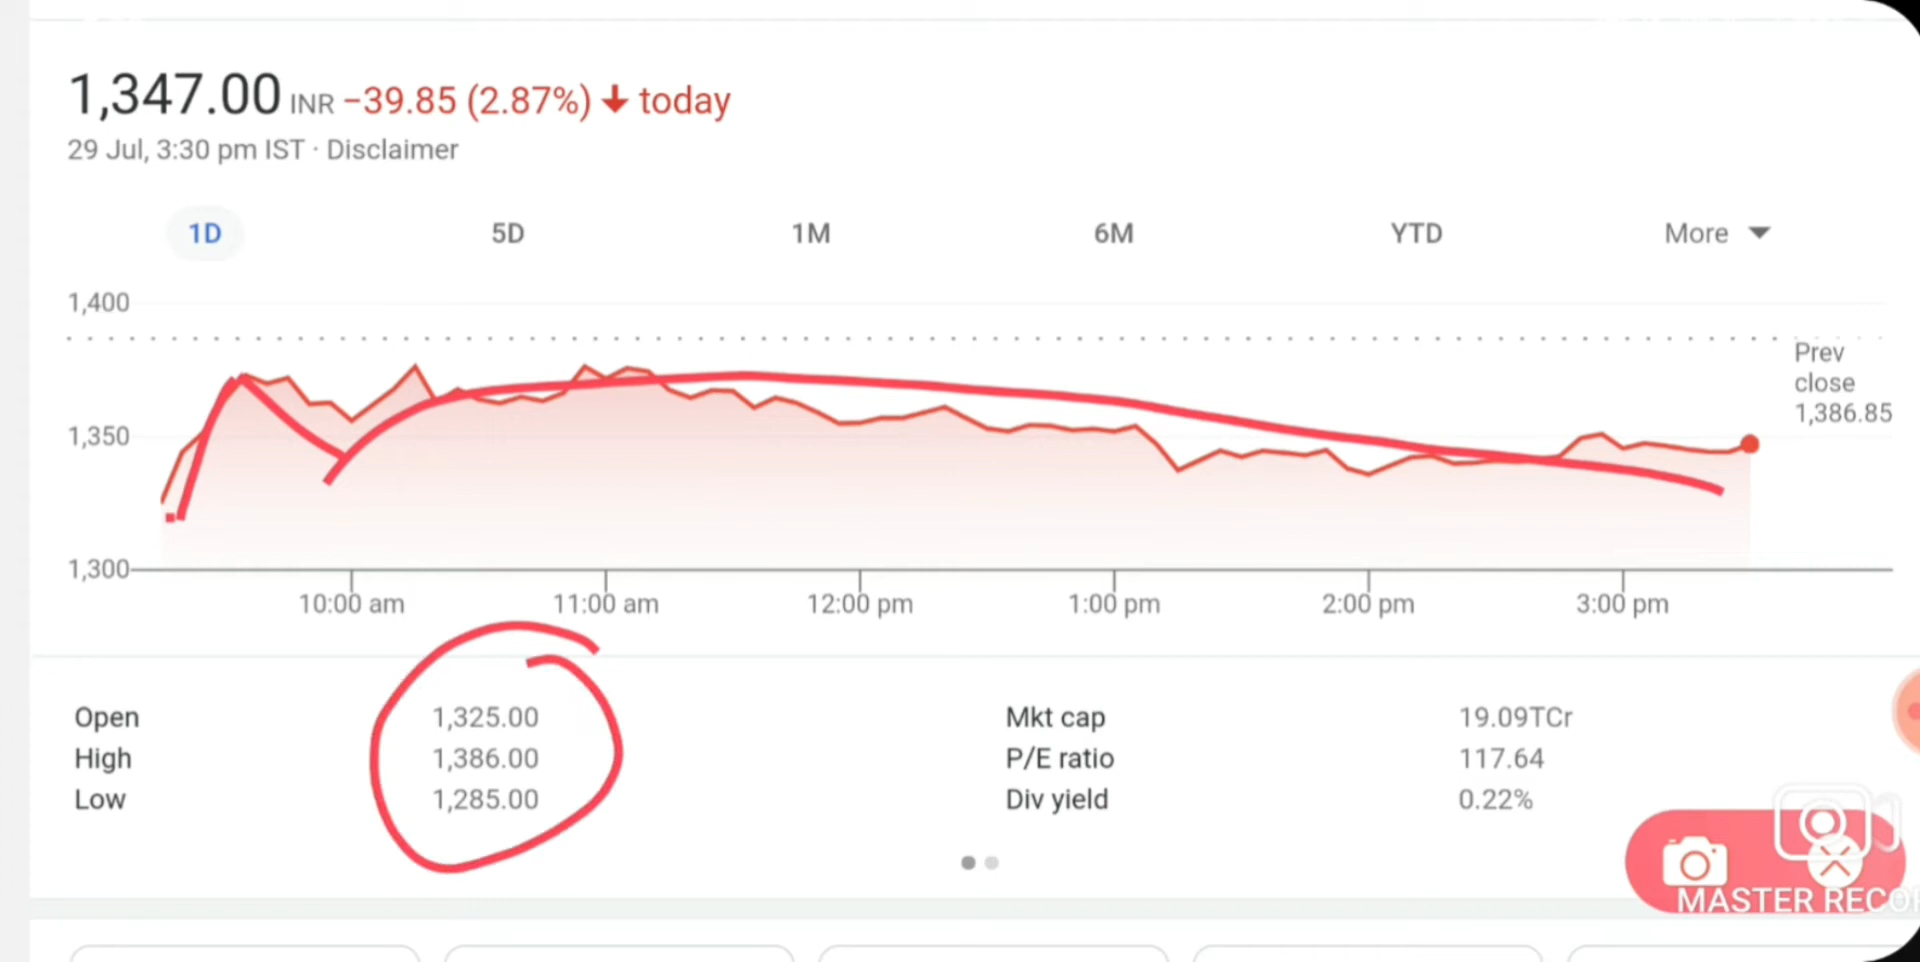 1,347.00 INR −39.85 (2.87%) today
29 Jul, 3:30 pm IST · Disclaimer
1D 5D 1M 6M YTD More
1,400
Prev
close
1,386.85
1,350
1,300
10:00 am 11:00 am 12:00 pm 1:00 pm 2:00 pm 3:00 pm
Open 1,325.00 Mkt cap 19.09TCr
High 1,386.00 P/E ratio 117.64
Low 1,285.00 Div yield 0.22%
MASTER RECO